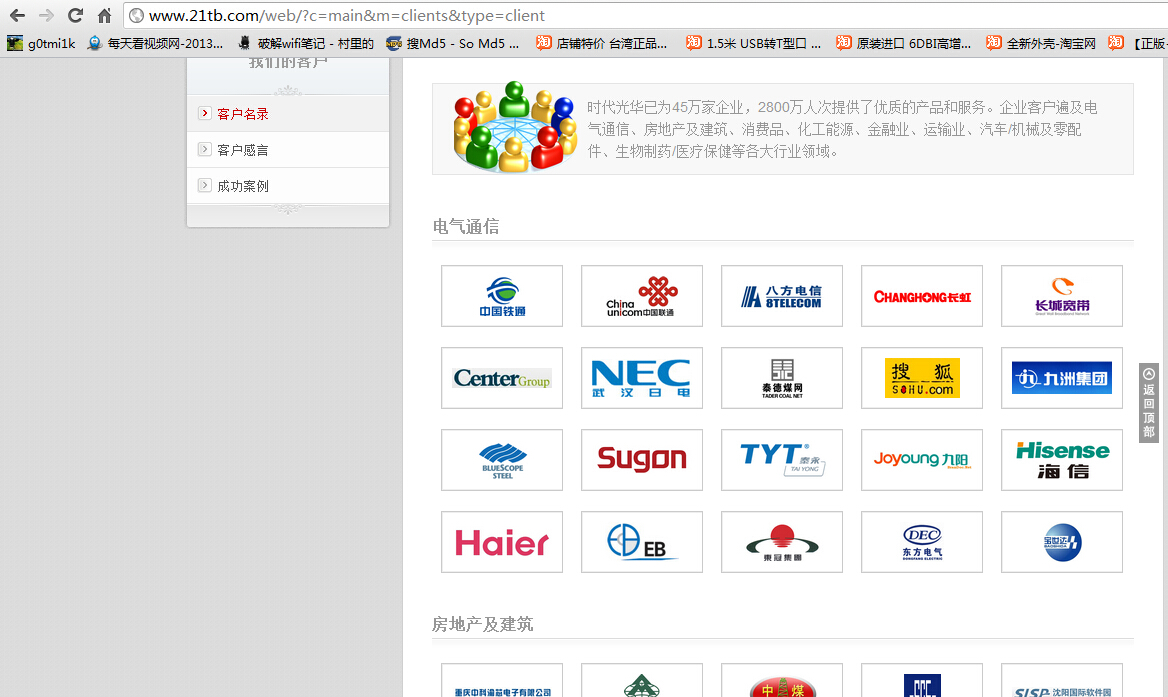 www.21tb.com/web/?c=main&m=clients&type=client
g0tmi1k
每天看视频网-2013...
破解wifi笔记 - 村里的
搜Md5 - So Md5 ...
店铺特价 台湾正品...
1.5米 USB转T型口 ...
原装进口 6DBI高增...
全新外壳-淘宝网
【正版
我们的客户
客户名录
客户感言
成功案例
时代光华已为45万家企业，2800万人次提供了优质的产品和服务。企业客户遍及电
气通信、房地产及建筑、消费品、化工能源、金融业、运输业、汽车/机械及零配
件、生物制药/医疗保健等各大行业领域。
电气通信
中国铁通
China
unicom中国联通
八方电信
8TELECOM
CHANGHONG长虹
长城宽带
Great Wall Broadband Network
Center Group
NEC
武汉日电
泰德煤网
TADER COAL NET
搜狐
SOHU.com
九洲集团
BLUESCOPE
STEEL
Sugon
TYT
泰永
TAI YONG
Joyoung 九阳
Hisense
海信
Haier
EB
東冠集團
DEC
东方电气
DONGFANG ELECTRIC
宝世达
BAOSHIDA
返回顶部
房地产及建筑
重庆中科渝芯电子有限公司
中煤
SISP 沈阳国际软件园